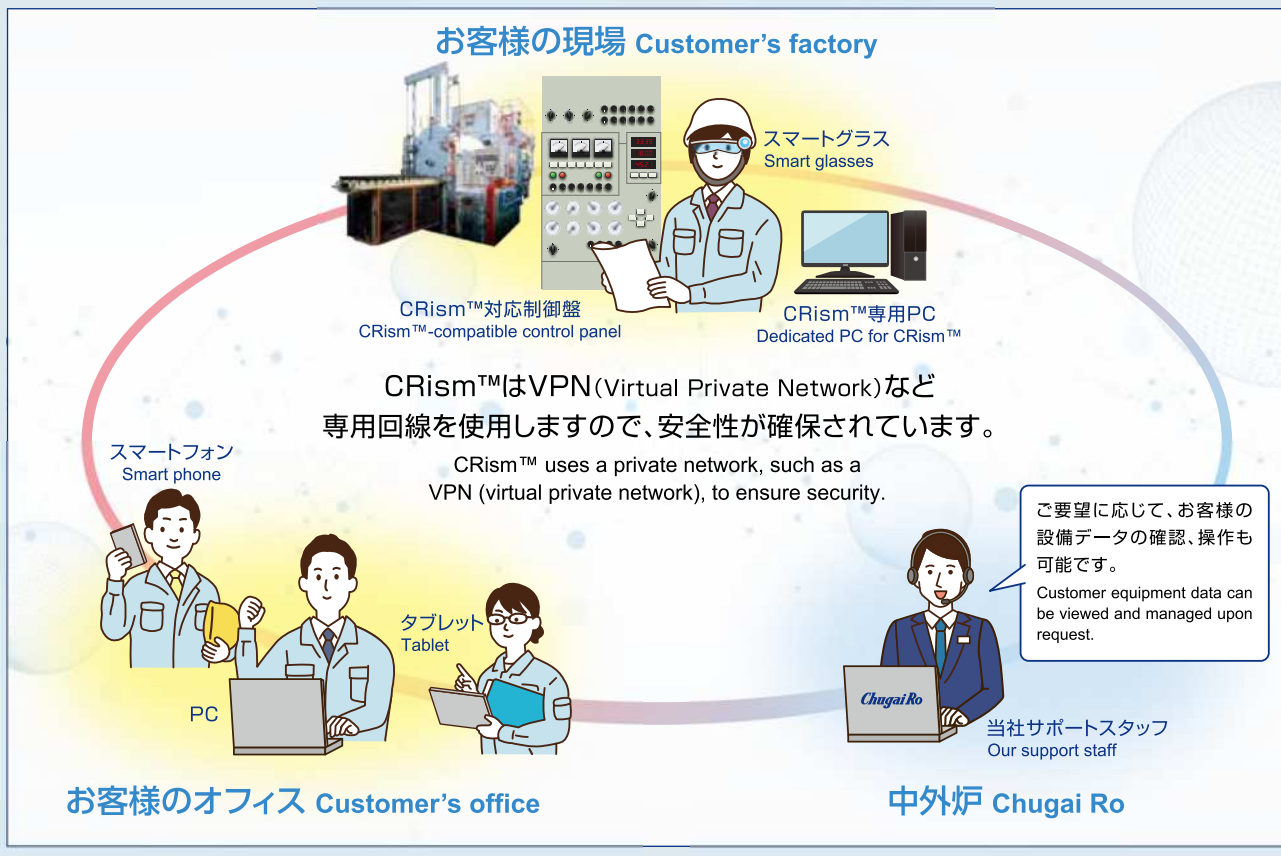 お客様の現場 Customer's factory
スマートグラス
Smart glasses
CRism™対応制御盤
CRism™-compatible control panel
CRism™専用PC
Dedicated PC for CRism™
CRism™はVPN(Virtual Private Network)など
専用回線を使用しますので、安全性が確保されています。
CRism™ uses a private network, such as a
VPN (virtual private network), to ensure security.
スマートフォン
Smart phone
タブレット
Tablet
PC
お客様のオフィス Customer's office
ご要望に応じて、お客様の
設備データの確認、操作も
可能です。
Customer equipment data can
be viewed and managed upon
request.
Chugai Ro
当社サポートスタッフ
Our support staff
中外炉 Chugai Ro